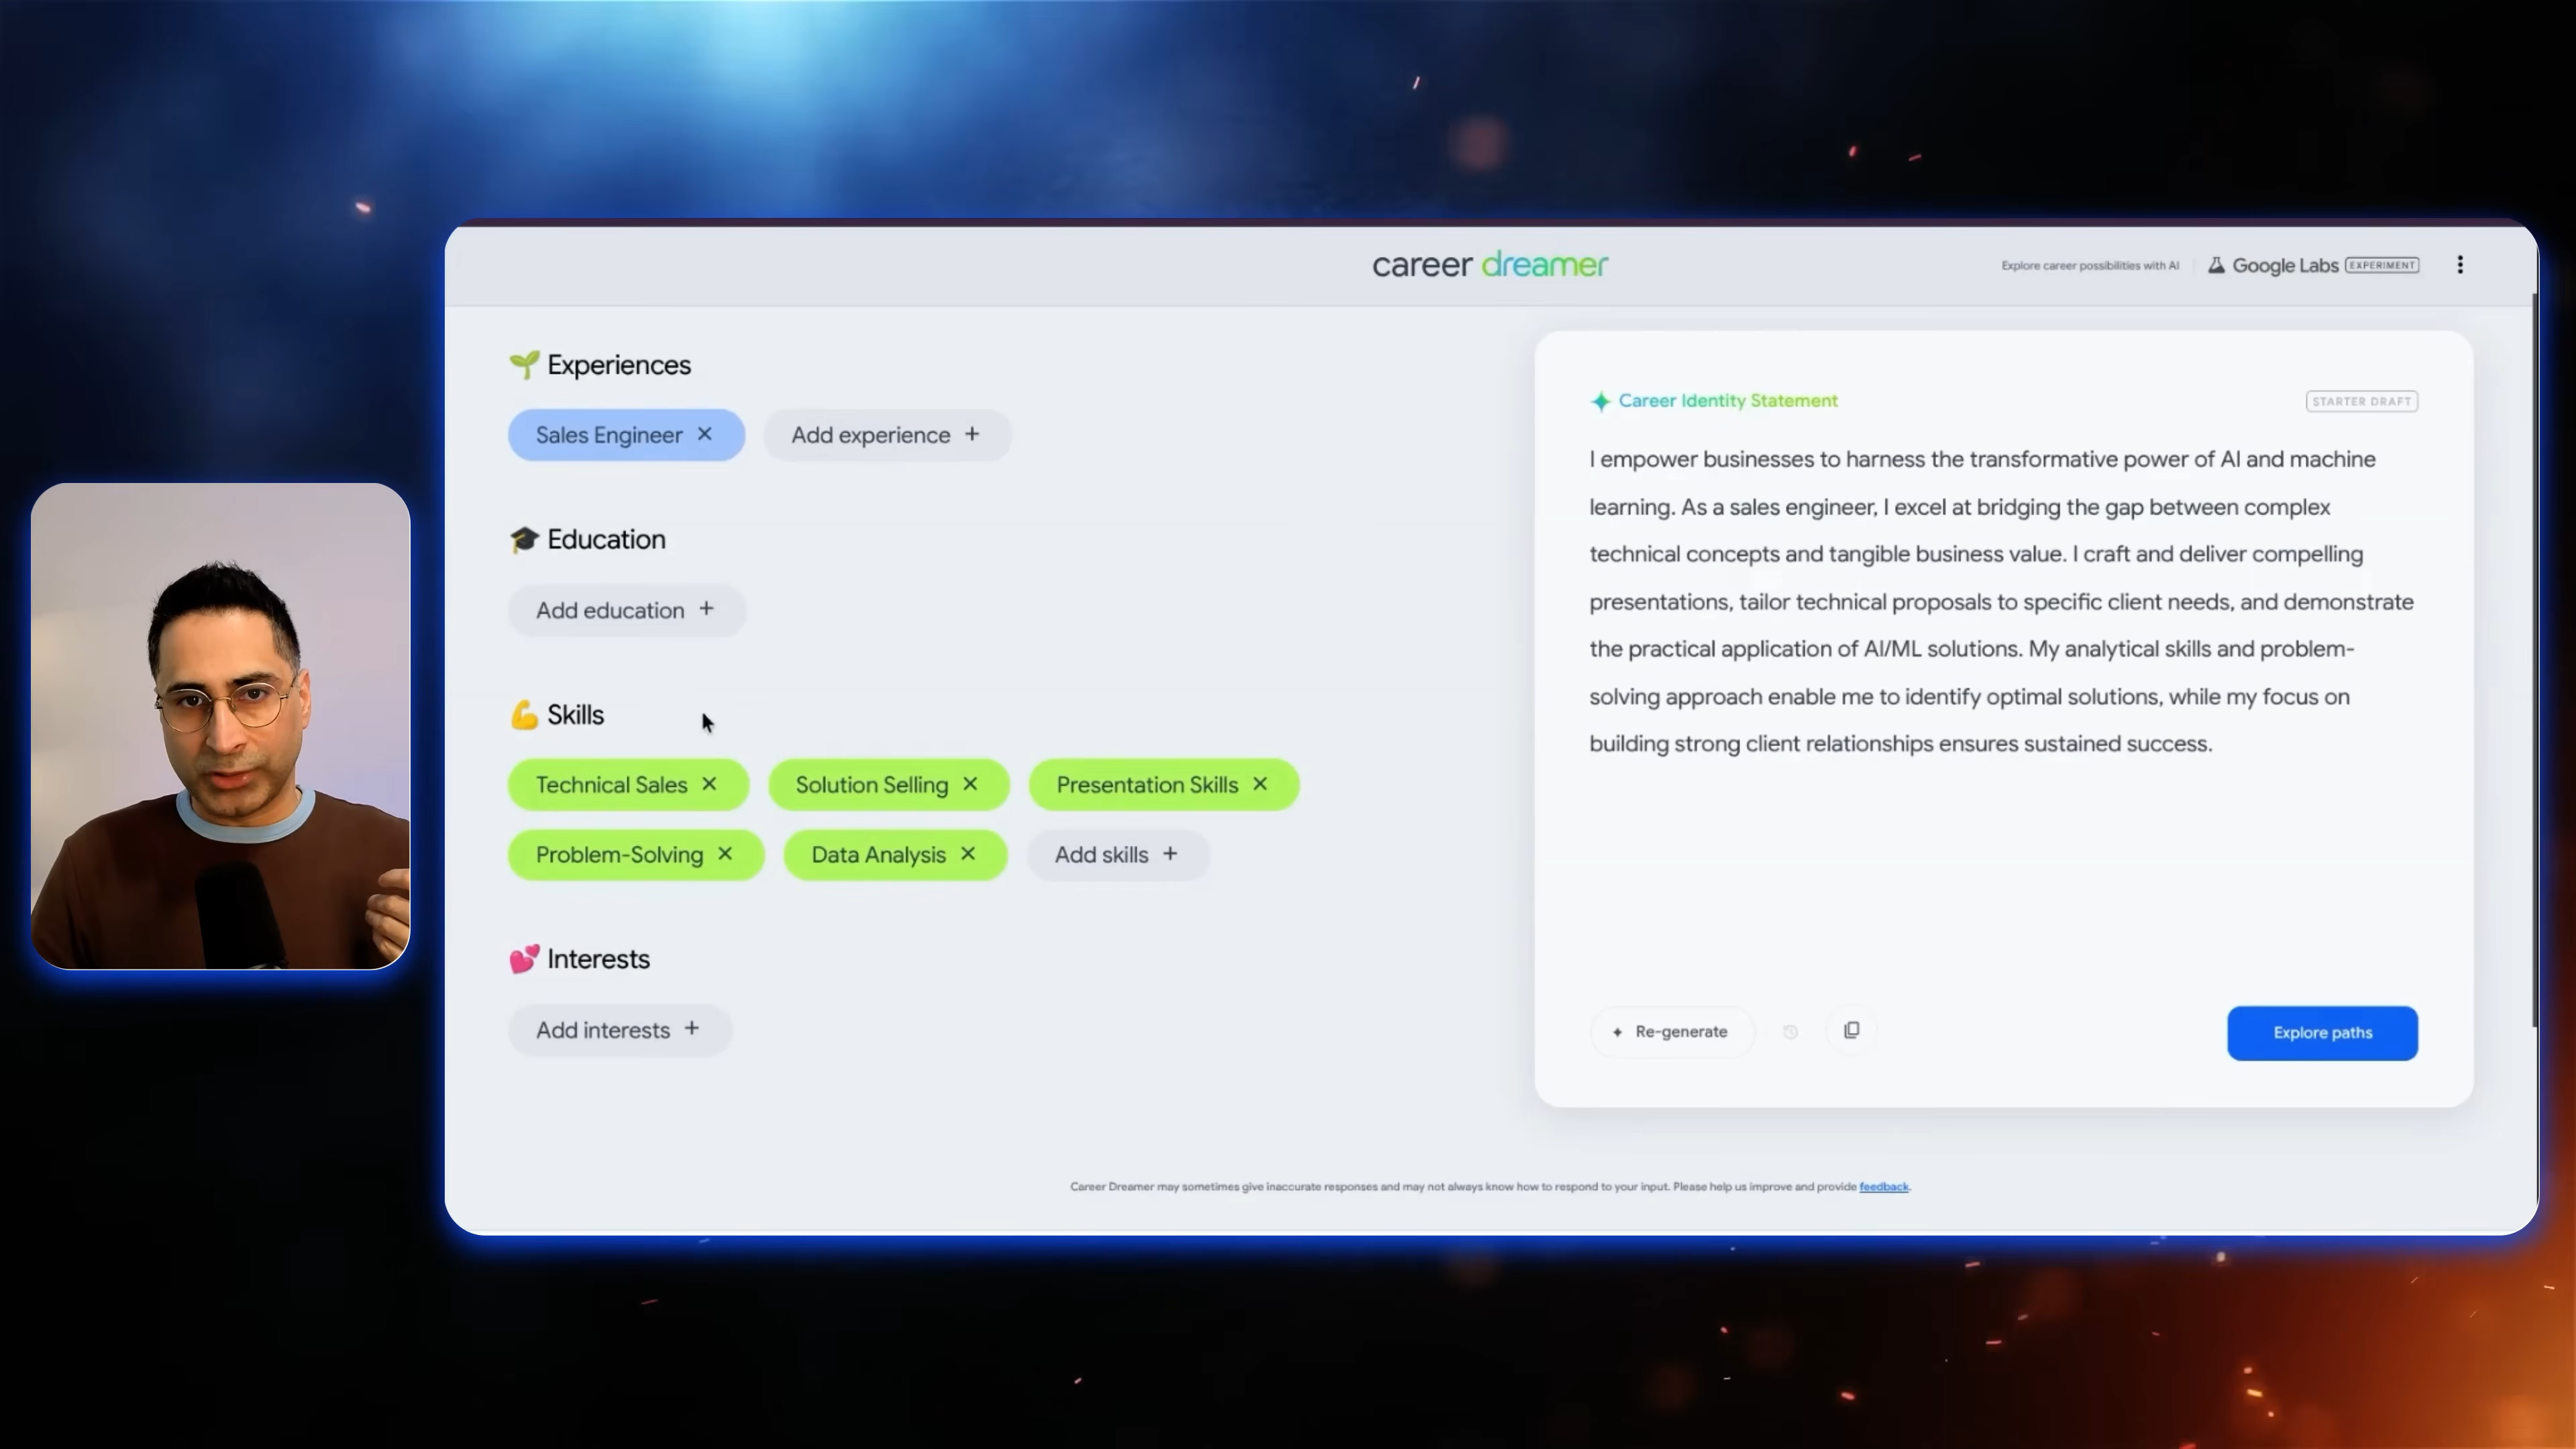 career dreamer
Explore career possibilities with AI
Google Labs EXPERIMENT
Experiences
Sales Engineer
Add experience
Education
Add education
Skills
Technical Sales
Solution Selling
Presentation Skills
Problem-Solving
Data Analysis
Add skills
Interests
Add interests
Career Identity Statement
STARTER DRAFT
I empower businesses to harness the transformative power of AI and machine
learning. As a sales engineer, I excel at bridging the gap between complex
technical concepts and tangible business value. I craft and deliver compelling
presentations, tailor technical proposals to specific client needs, and demonstrate
the practical application of AI/ML solutions. My analytical skills and problem-
solving approach enable me to identify optimal solutions, while my focus on
building strong client relationships ensures sustained success.
Re-generate
Explore paths
Career Dreamer may sometimes give inaccurate responses and may not always know how to respond to your input. Please help us improve and provide feedback.